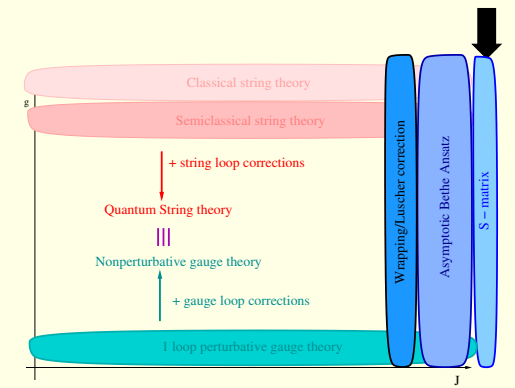 Classical string theory
g
Semiclassical string theory
+ string loop corrections
Quantum String theory
Nonperturbative gauge theory
+ gauge loop corrections
1 loop perturbative gauge theory
J
Wrapping/Luscher correction
Asymptotic Bethe Ansatz
S − matrix